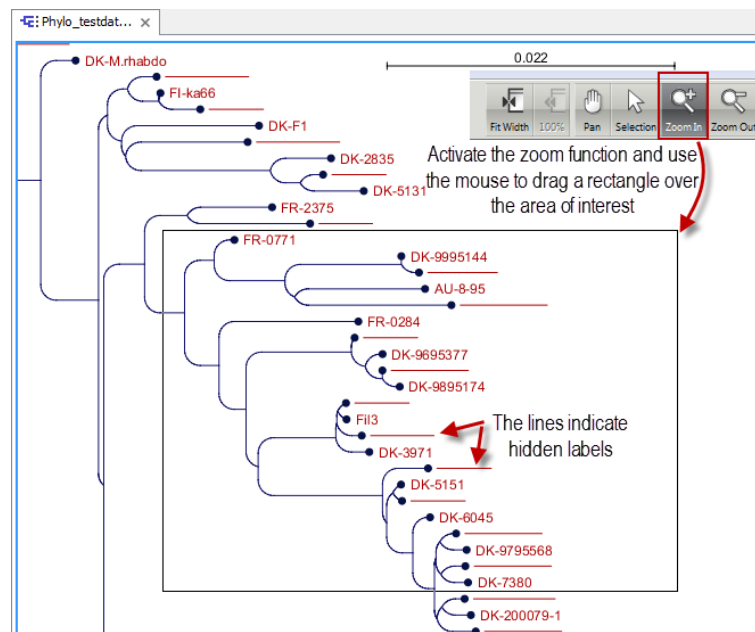 Phylo_testdat...
DK-M.rhabdo
0.022
FI-ka66
Fit Width 100% Pan Selection Zoom In Zoom Out
DK-F1
Activate the zoom function and use
the mouse to drag a rectangle over
the area of interest
DK-2835
DK-5131
FR-2375
FR-0771
DK-9995144
AU-8-95
FR-0284
DK-9695377
DK-9895174
Fil3
The lines indicate
hidden labels
DK-3971
DK-5151
DK-6045
DK-9795568
DK-7380
DK-200079-1